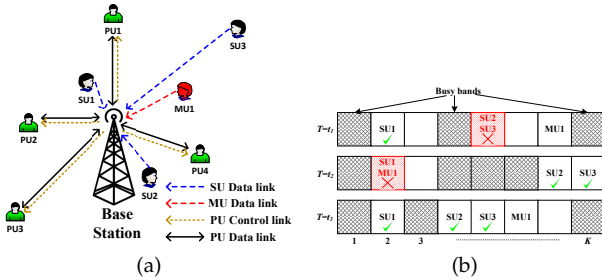 PU1
SU3
SU1
MU1
PU2
PU4
SU2
PU3
Base
Station
SU Data link
MU Data link
PU Control link
PU Data link
(a)
Busy bands
T=t1 SU1 SU2 SU3 MU1
T=t2 SU1 MU1 SU2 SU3
T=t3 SU1 SU2 SU3 MU1
1 2 3 K
(b)